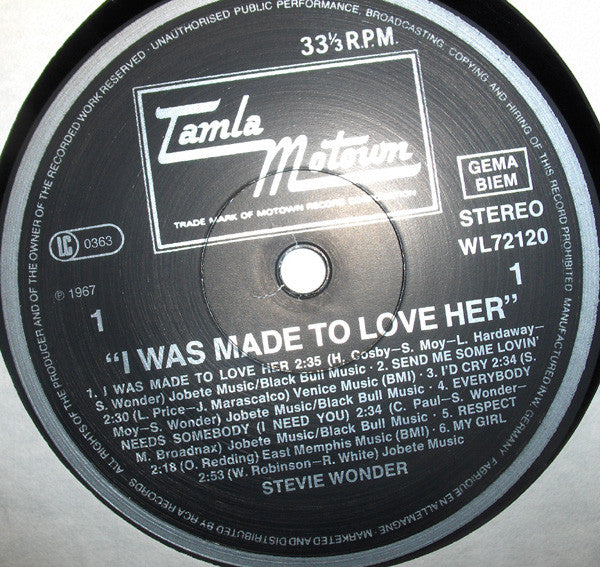 33⅓ R.P.M.
Tamla
Motown
TRADE MARK OF MOTOWN RECORD CORPORATION
GEMA
BIEM
STEREO
WL72120
LC 0363
℗ 1967
1
1
"I WAS MADE TO LOVE HER"
1. I WAS MADE TO LOVE HER 2:35 (H. Cosby–S. Moy–L. Hardaway–
S. Wonder) Jobete Music/Black Bull Music · 2. SEND ME SOME LOVIN'
2:30 (L. Price–J. Marascalco) Venice Music (BMI) · 3. I'D CRY 2:34 (S.
Moy–S. Wonder) Jobete Music/Black Bull Music · 4. EVERYBODY
NEEDS SOMEBODY (I NEED YOU) 2:34 (C. Paul–S. Wonder–
M. Broadnax) Jobete Music/Black Bull Music · 5. RESPECT
2:18 (O. Redding) East Memphis Music (BMI) · 6. MY GIRL
2:53 (W. Robinson–R. White) Jobete Music
STEVIE WONDER
ALL RIGHTS OF THE PRODUCER AND OF THE OWNER OF THE RECORDED WORK RESERVED · UNAUTHORISED PUBLIC PERFORMANCE, BROADCASTING, COPYING AND HIRING OF THIS RECORD PROHIBITED · MANUFACTURED IN W. GERMANY · FABRIQUE EN ALLEMAGNE · MARKETED AND DISTRIBUTED BY RCA RECORDS